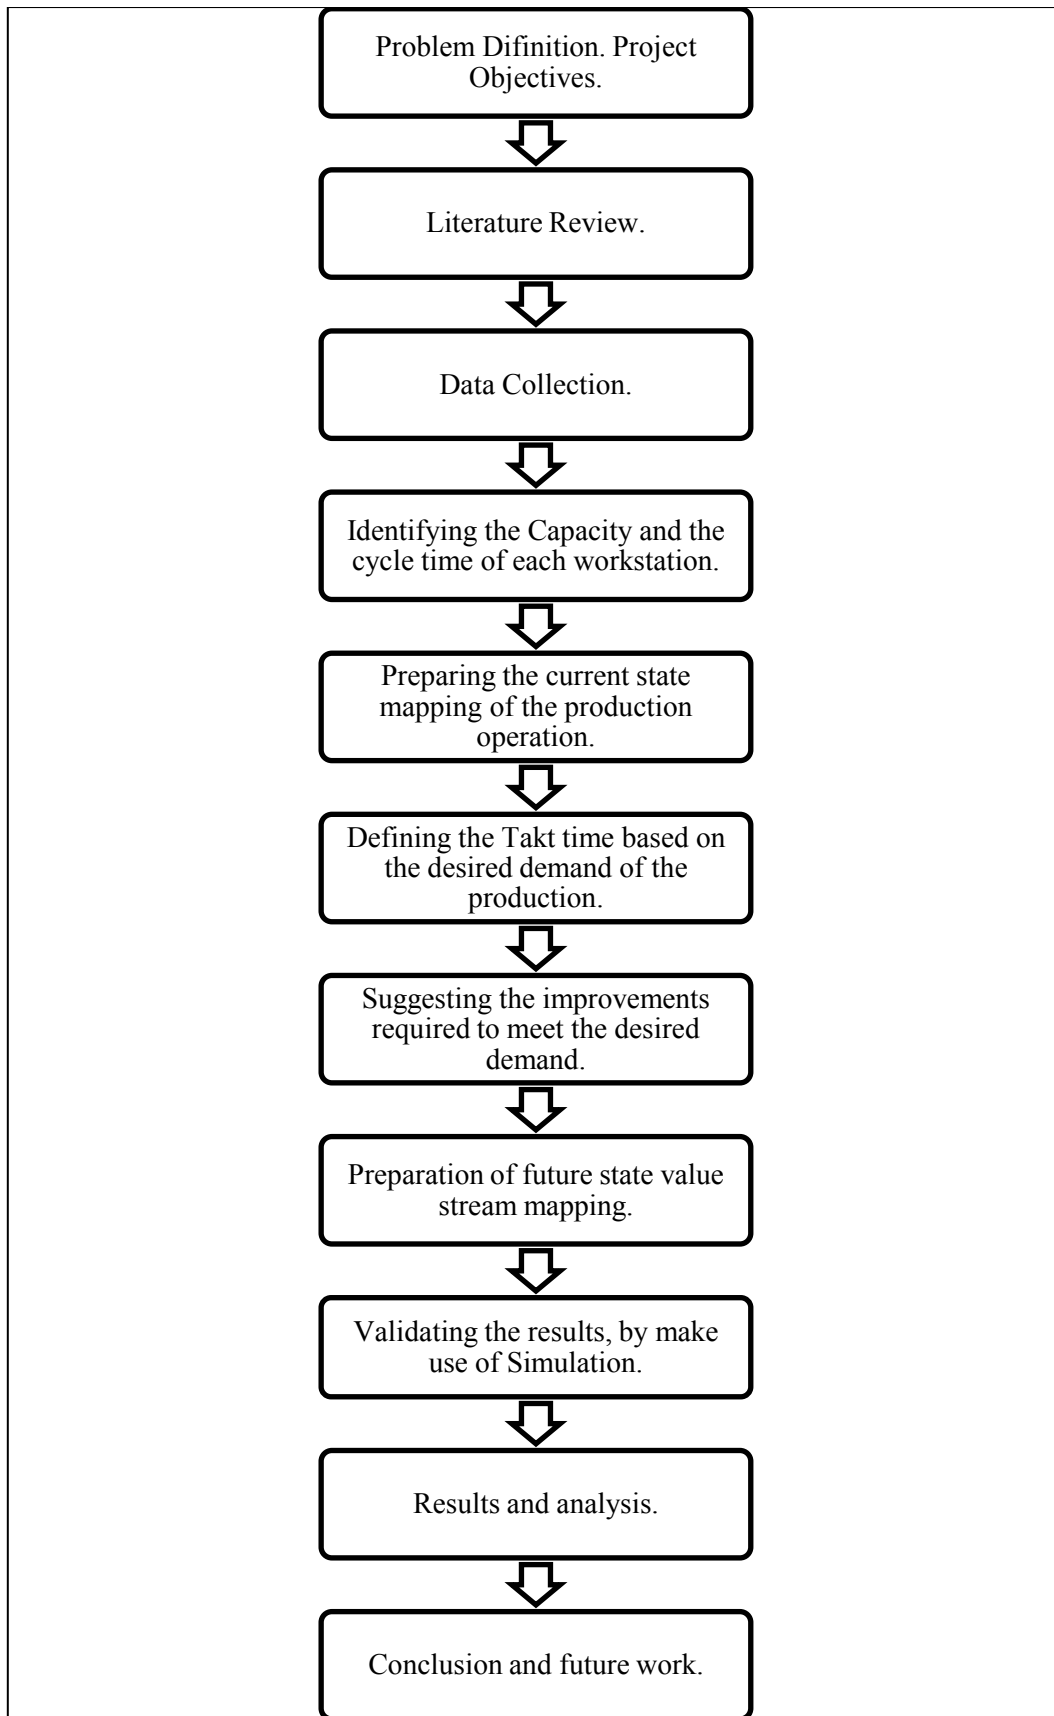 Problem Difinition. Project
Objectives.
Literature Review.
Data Collection.
Identifying the Capacity and the
cycle time of each workstation.
Preparing the current state
mapping of the production
operation.
Defining the Takt time based on
the desired demand of the
production.
Suggesting the improvements
required to meet the desired
demand.
Preparation of future state value
stream mapping.
Validating the results, by make
use of Simulation.
Results and analysis.
Conclusion and future work.